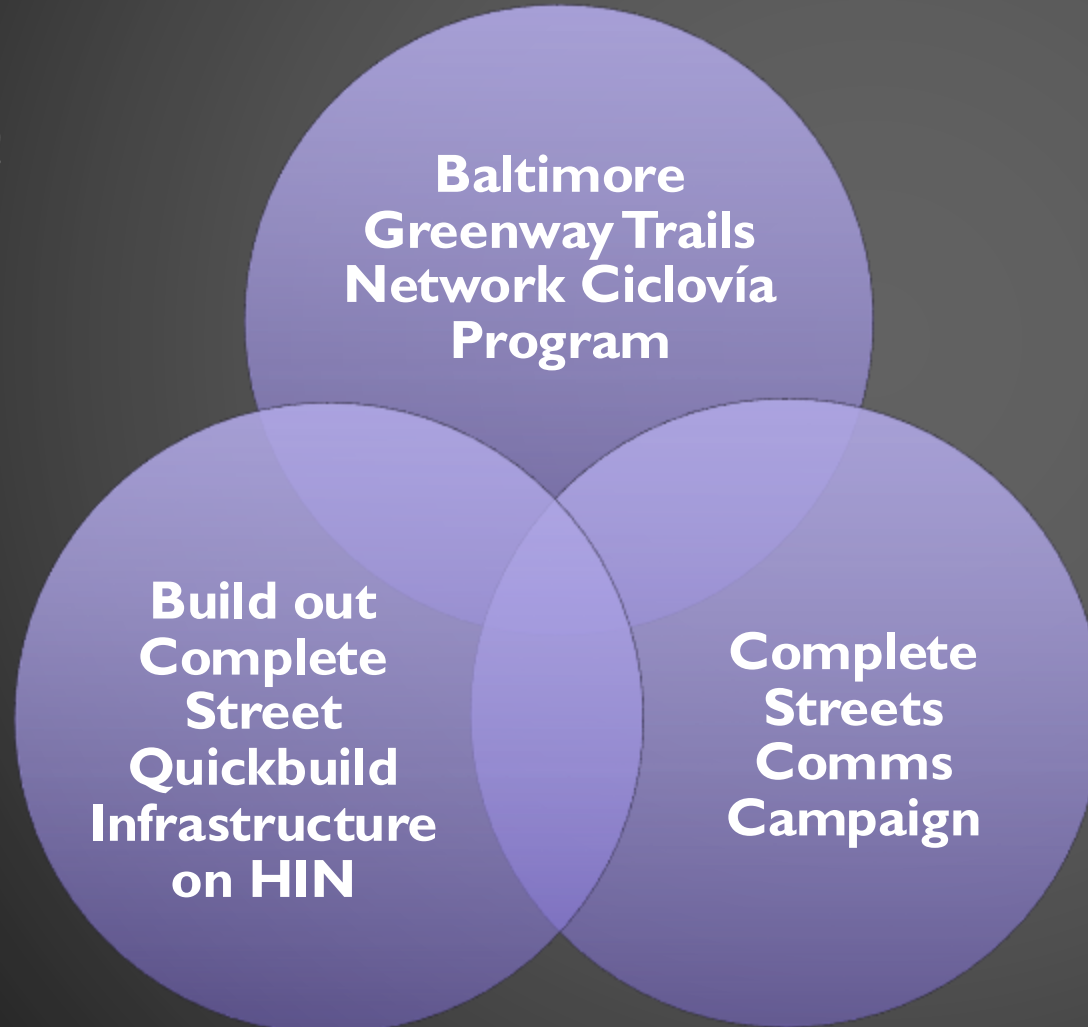 Baltimore
Greenway Trails
Network Ciclovía
Program
Build out
Complete
Street
Quickbuild
Infrastructure
on HIN
Complete
Streets
Comms
Campaign